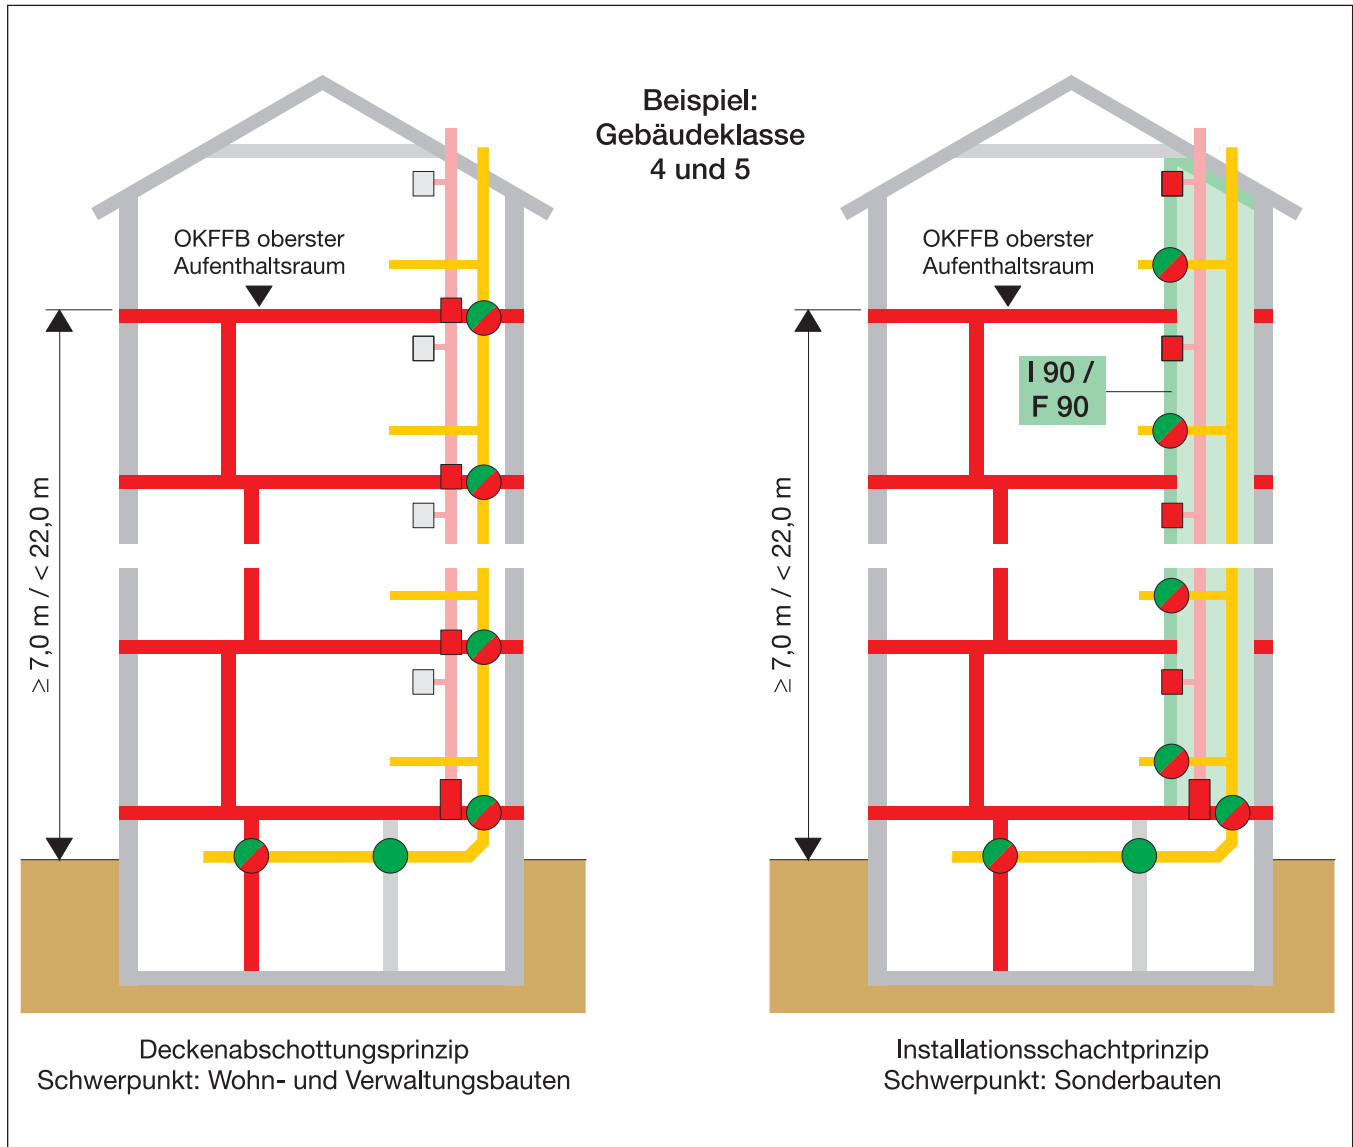 Beispiel:
Gebäudeklasse
4 und 5
OKFFB oberster
Aufenthaltsraum
≥ 7,0 m / < 22,0 m
OKFFB oberster
Aufenthaltsraum
I 90 /
F 90
≥ 7,0 m / < 22,0 m
Deckenabschottungsprinzip
Schwerpunkt: Wohn- und Verwaltungsbauten
Installationsschachtprinzip
Schwerpunkt: Sonderbauten